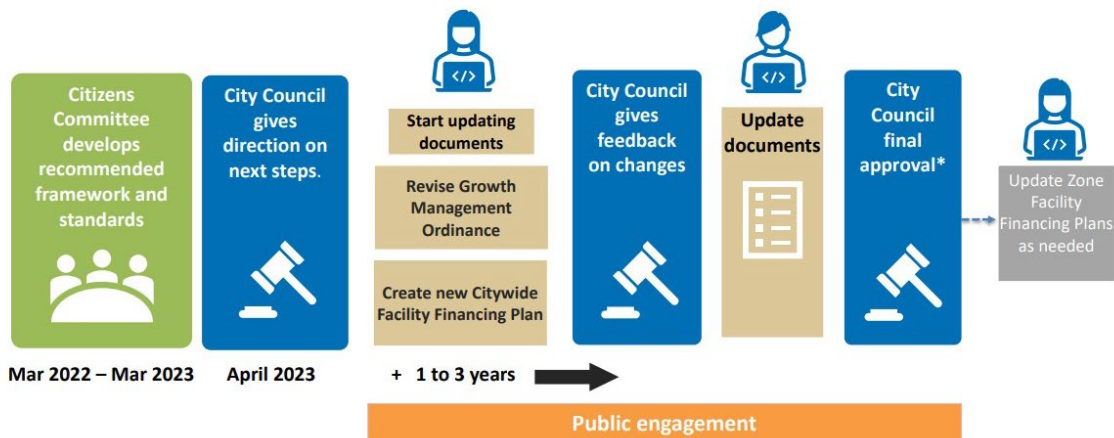 Citizens
Committee
develops
recommended
framework and
standards
City Council
gives
direction on
next steps.
</>
Start updating
documents
Revise Growth
Management
Ordinance
Create new Citywide
Facility Financing Plan
City Council
gives
feedback
on changes
</>
Update
documents
City
Council
final
approval*
</>
Update Zone
Facility
Financing Plans
as needed
Mar 2022 – Mar 2023
April 2023
+ 1 to 3 years
Public engagement